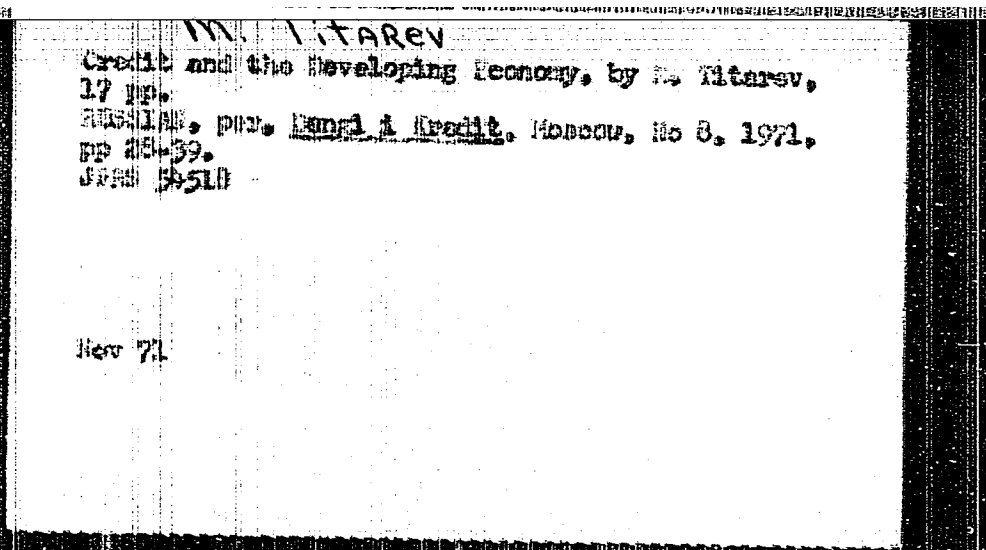 M. TITARev
Credit and the Developing Economy, by M. Titarev,
17 pp.
RUSSIAN, per, Dengi i Kredit, Moscow, No 8, 1971,
pp 28-39.
JPRS
Nov 71